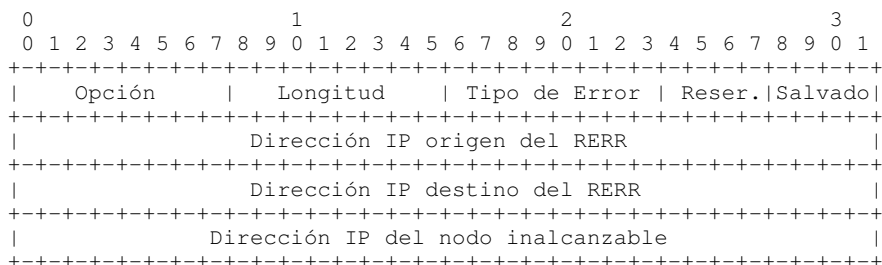 0                   1                   2                   3
 0 1 2 3 4 5 6 7 8 9 0 1 2 3 4 5 6 7 8 9 0 1 2 3 4 5 6 7 8 9 0 1
+-+-+-+-+-+-+-+-+-+-+-+-+-+-+-+-+-+-+-+-+-+-+-+-+-+-+-+-+-+-+-+-+
|    Opción     |   Longitud    | Tipo de Error | Reser.|Salvado|
+-+-+-+-+-+-+-+-+-+-+-+-+-+-+-+-+-+-+-+-+-+-+-+-+-+-+-+-+-+-+-+-+
|                 Dirección IP origen del RERR                  |
+-+-+-+-+-+-+-+-+-+-+-+-+-+-+-+-+-+-+-+-+-+-+-+-+-+-+-+-+-+-+-+-+
|                 Dirección IP destino del RERR                 |
+-+-+-+-+-+-+-+-+-+-+-+-+-+-+-+-+-+-+-+-+-+-+-+-+-+-+-+-+-+-+-+-+
|              Dirección IP del nodo inalcanzable               |
+-+-+-+-+-+-+-+-+-+-+-+-+-+-+-+-+-+-+-+-+-+-+-+-+-+-+-+-+-+-+-+-+